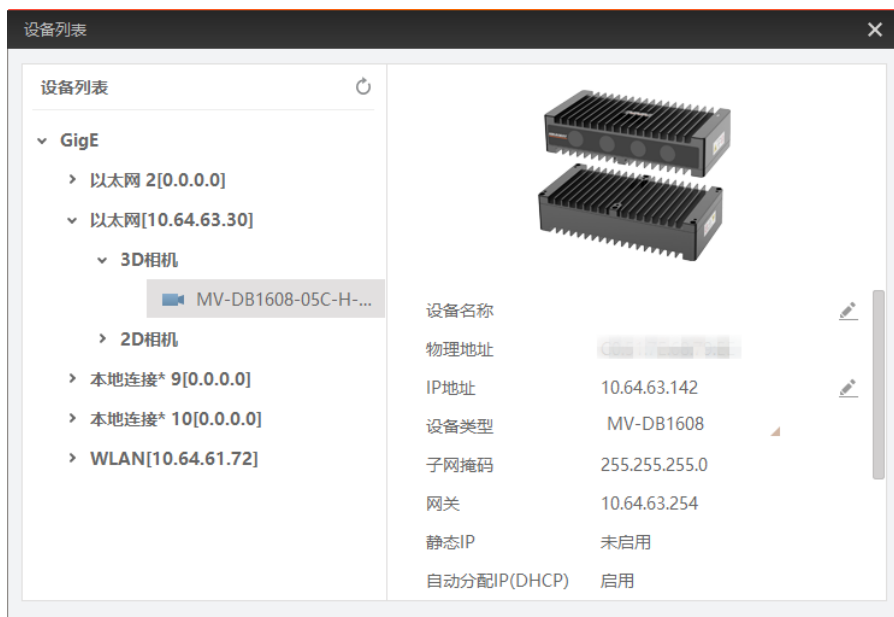 设备列表
设备列表
GigE
以太网 2[0.0.0.0]
以太网[10.64.63.30]
3D相机
MV-DB1608-05C-H-...
2D相机
本地连接* 9[0.0.0.0]
本地连接* 10[0.0.0.0]
WLAN[10.64.61.72]
设备名称
物理地址
IP地址 10.64.63.142
设备类型 MV-DB1608
子网掩码 255.255.255.0
网关 10.64.63.254
静态IP 未启用
自动分配IP(DHCP) 启用